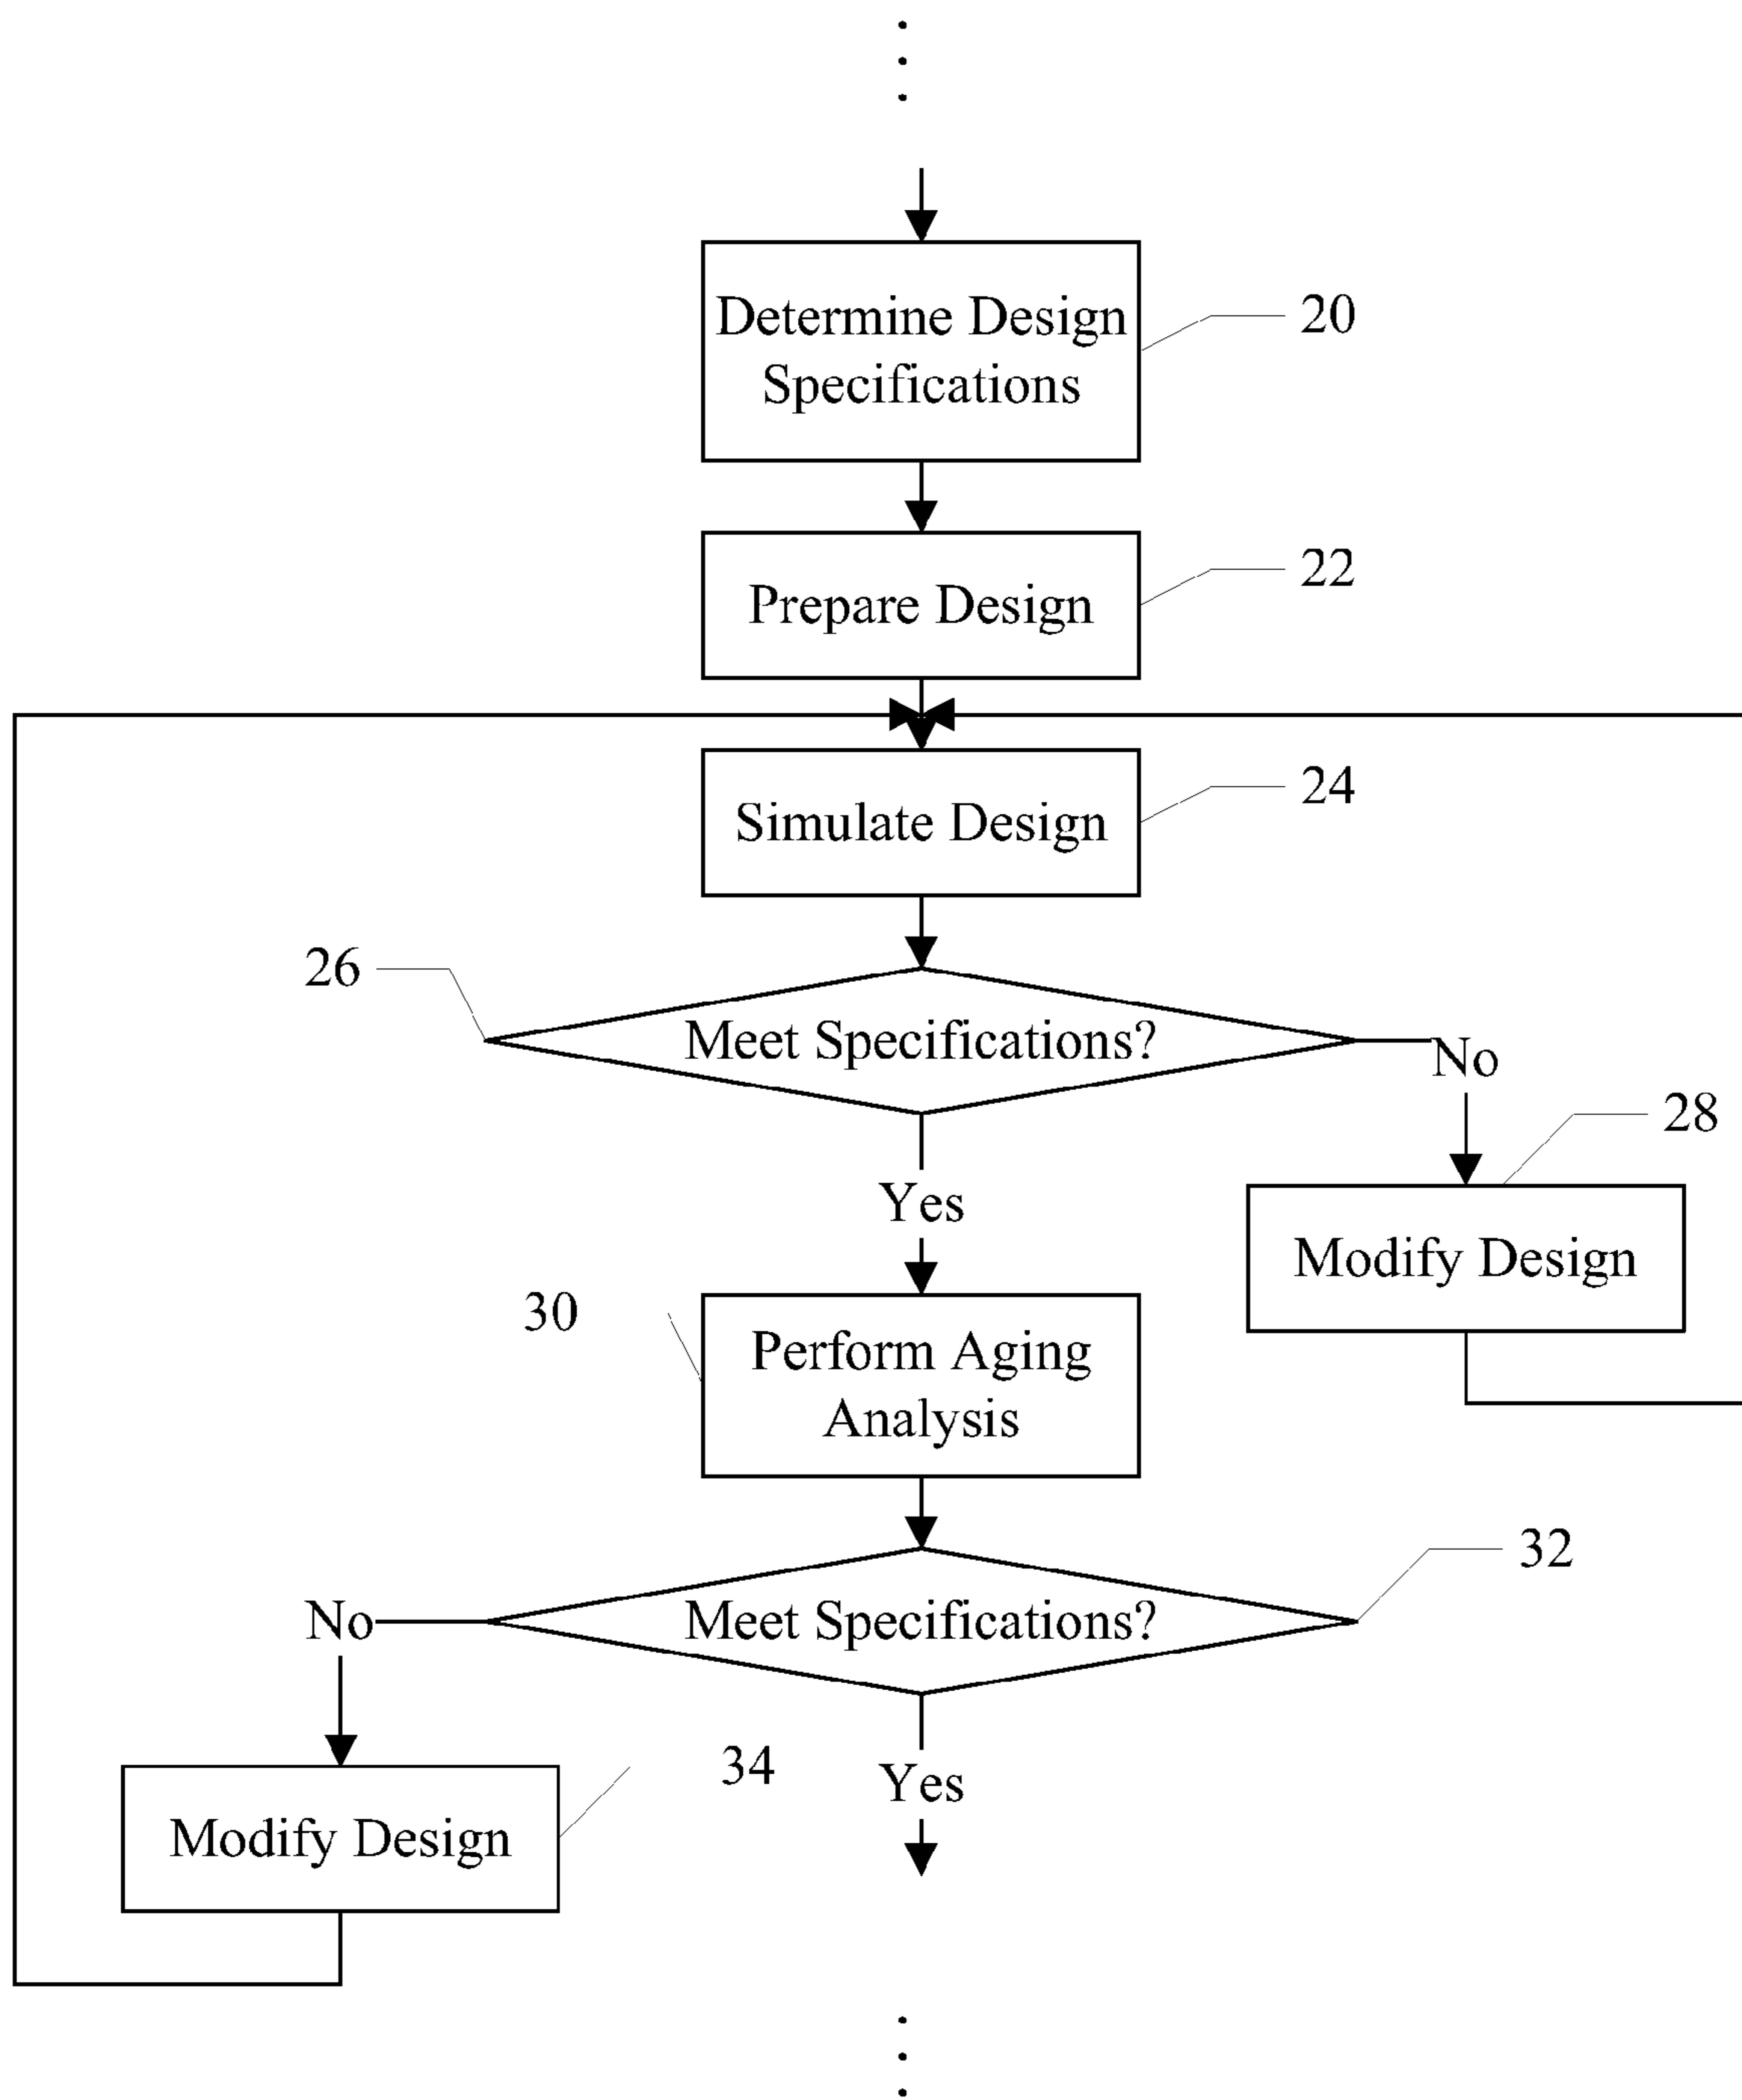 Determine Design
Specifications
20
Prepare Design
22
Simulate Design
24
26
Meet Specifications?
No
28
Yes
Modify Design
30
Perform Aging
Analysis
32
No
Meet Specifications?
34
Yes
Modify Design